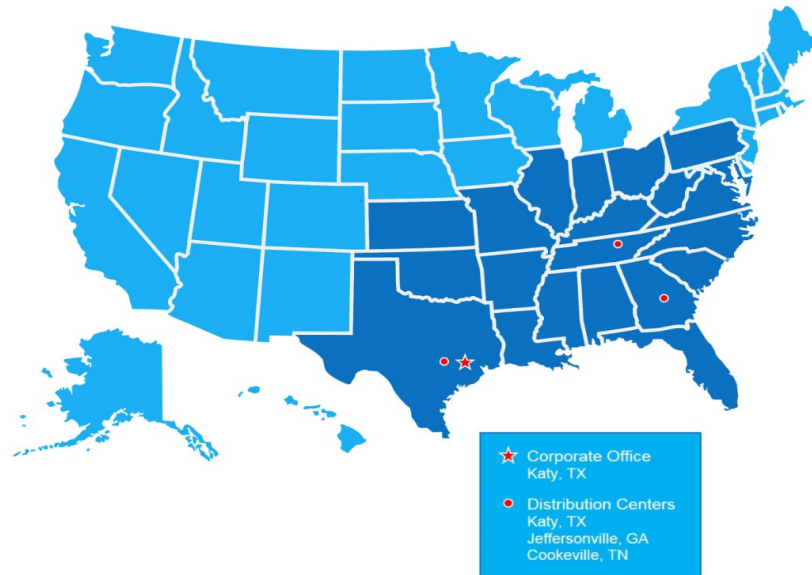 Corporate Office
Katy, TX
Distribution Centers
Katy, TX
Jeffersonville, GA
Cookeville, TN